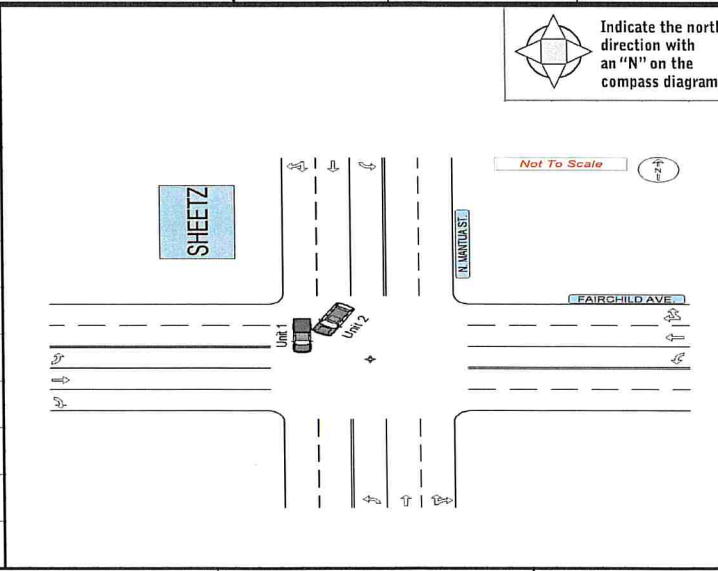 Indicate the north
direction with
an "N" on the
compass diagram
Not To Scale
N
SHEETZ
N. MANTUA ST.
FAIRCHILD AVE.
Unit 1
Unit 2